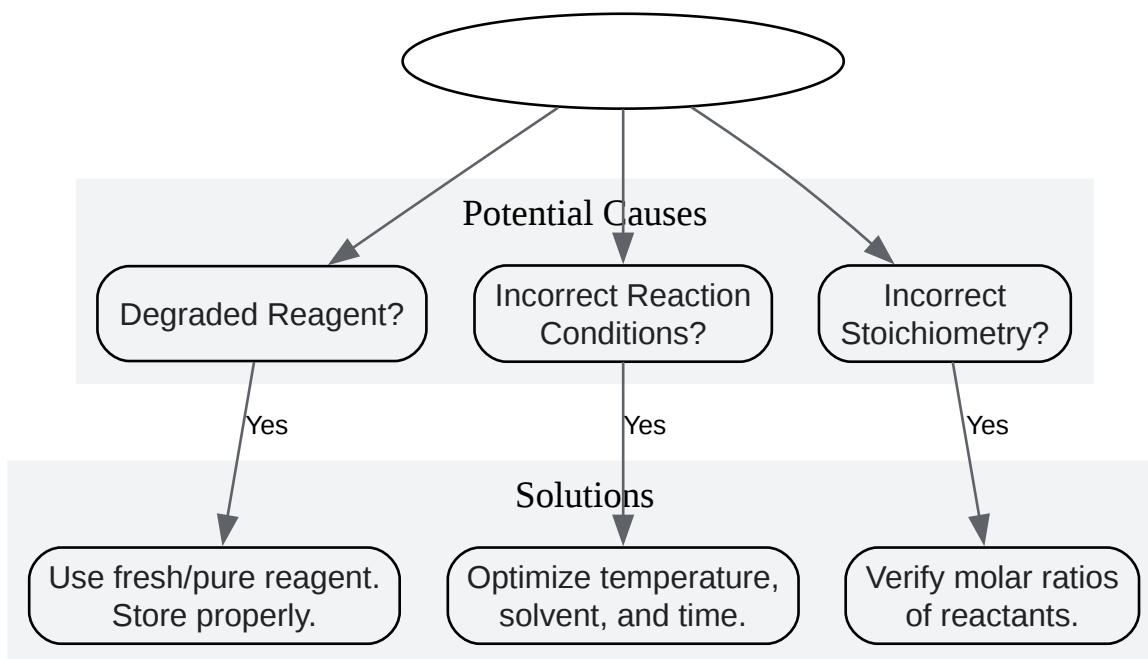 Potential Causes
Degraded Reagent?
Incorrect Reaction
Conditions?
Incorrect
Stoichiometry?
Yes
Yes
Yes
Solutions
Use fresh/pure reagent.
Store properly.
Optimize temperature,
solvent, and time.
Verify molar ratios
of reactants.